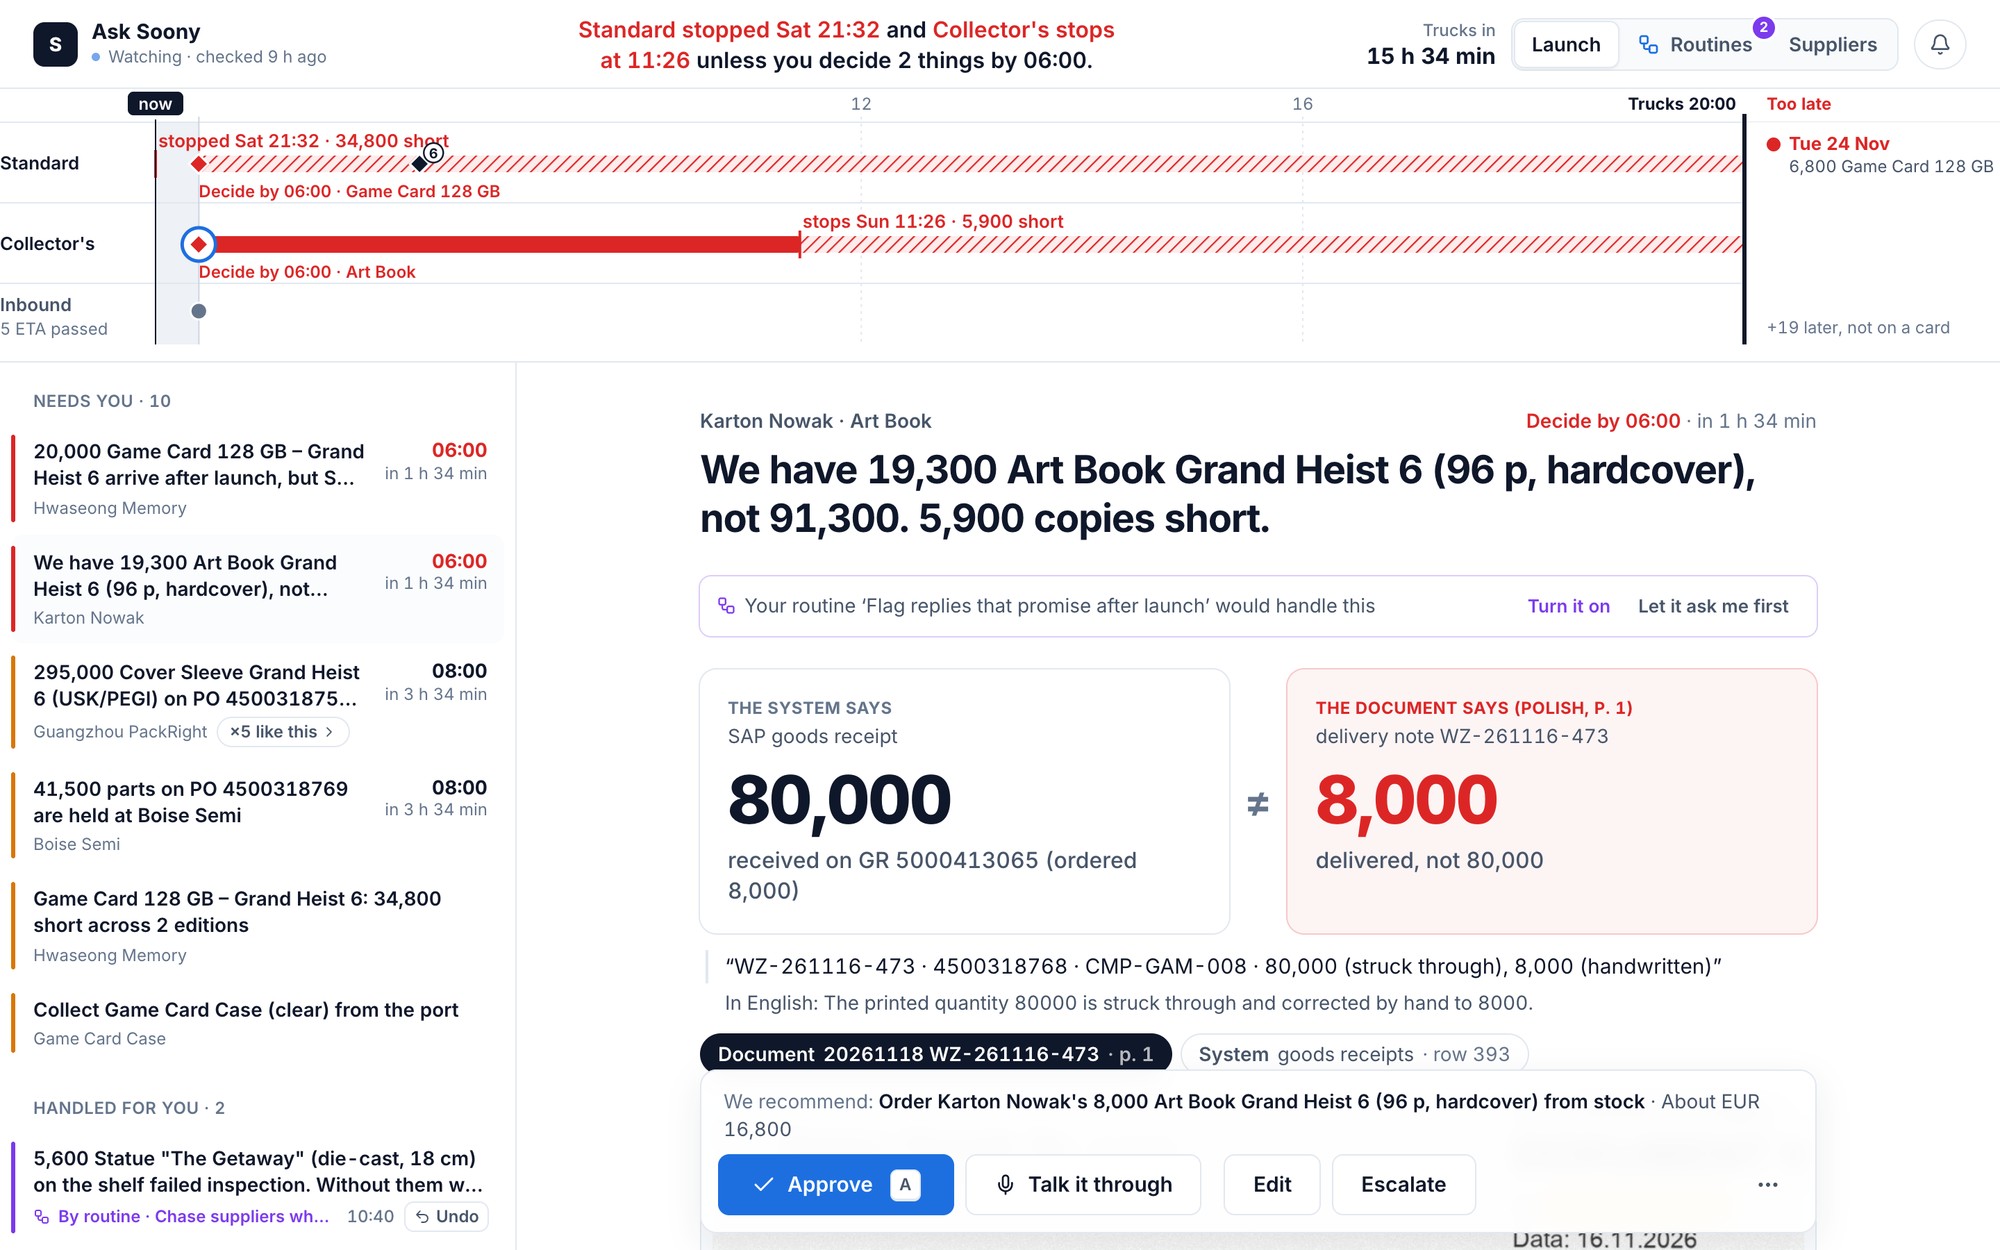 S
Ask Soony
Watching · checked 9 h ago
Standard stopped Sat 21:32 and Collector's stops
at 11:26 unless you decide 2 things by 06:00.
Trucks in
15 h 34 min
Launch
Routines
2
Suppliers
now
12
16
Trucks 20:00
Too late
Standard
stopped Sat 21:32 · 34,800 short
6
Decide by 06:00 · Game Card 128 GB
Tue 24 Nov
6,800 Game Card 128 GB
Collector's
stops Sun 11:26 · 5,900 short
Decide by 06:00 · Art Book
Inbound
5 ETA passed
+19 later, not on a card
NEEDS YOU · 10
20,000 Game Card 128 GB – Grand
Heist 6 arrive after launch, but S...
Hwaseong Memory
06:00
in 1 h 34 min
We have 19,300 Art Book Grand
Heist 6 (96 p, hardcover), not...
Karton Nowak
06:00
in 1 h 34 min
295,000 Cover Sleeve Grand Heist
6 (USK/PEGI) on PO 450031875...
Guangzhou PackRight
×5 like this
08:00
in 3 h 34 min
41,500 parts on PO 4500318769
are held at Boise Semi
Boise Semi
08:00
in 3 h 34 min
Game Card 128 GB – Grand Heist 6: 34,800
short across 2 editions
Hwaseong Memory
Collect Game Card Case (clear) from the port
Game Card Case
HANDLED FOR YOU · 2
5,600 Statue "The Getaway" (die-cast, 18 cm)
on the shelf failed inspection. Without them w...
By routine · Chase suppliers wh...
10:40
Undo
Karton Nowak · Art Book
Decide by 06:00 · in 1 h 34 min
We have 19,300 Art Book Grand Heist 6 (96 p, hardcover),
not 91,300. 5,900 copies short.
Your routine ‘Flag replies that promise after launch’ would handle this
Turn it on
Let it ask me first
THE SYSTEM SAYS
SAP goods receipt
80,000
received on GR 5000413065 (ordered
8,000)
≠
THE DOCUMENT SAYS (POLISH, P. 1)
delivery note WZ-261116-473
8,000
delivered, not 80,000
“WZ-261116-473 · 4500318768 · CMP-GAM-008 · 80,000 (struck through), 8,000 (handwritten)”
In English: The printed quantity 80000 is struck through and corrected by hand to 8000.
Document 20261118 WZ-261116-473 · p. 1
System goods receipts · row 393
We recommend: Order Karton Nowak's 8,000 Art Book Grand Heist 6 (96 p, hardcover) from stock · About EUR
16,800
Approve A
Talk it through
Edit
Escalate
Data: 16.11.2026